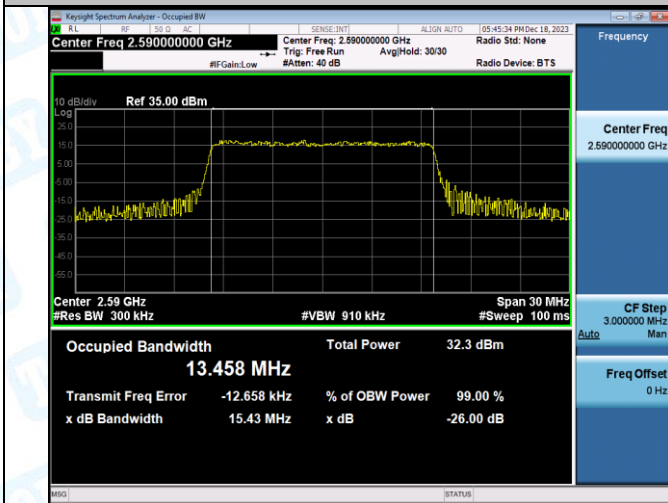 Keysight Spectrum Analyzer - Occupied BW
RL RF 50 Ω AC SENSE:INT ALIGN AUTO 05:45:34 PM Dec 18, 2023
Center Freq 2.590000000 GHz
Center Freq: 2.590000000 GHz
Radio Std: None
Trig: Free Run Avg|Hold: 30/30
#IFGain:Low #Atten: 40 dB Radio Device: BTS
Frequency
10 dB/div Ref 35.00 dBm
Log
25.0
15.0
5.00
-5.00
-15.0
-25.0
-35.0
-45.0
-55.0
Center 2.59 GHz Span 30 MHz
#Res BW 300 kHz #VBW 910 kHz #Sweep 100 ms
Center Freq
2.590000000 GHz
CF Step
3.000000 MHz
Auto Man
Freq Offset
0 Hz
Occupied Bandwidth Total Power 32.3 dBm
13.458 MHz
Transmit Freq Error -12.658 kHz % of OBW Power 99.00 %
x dB Bandwidth 15.43 MHz x dB -26.00 dB
MSG STATUS